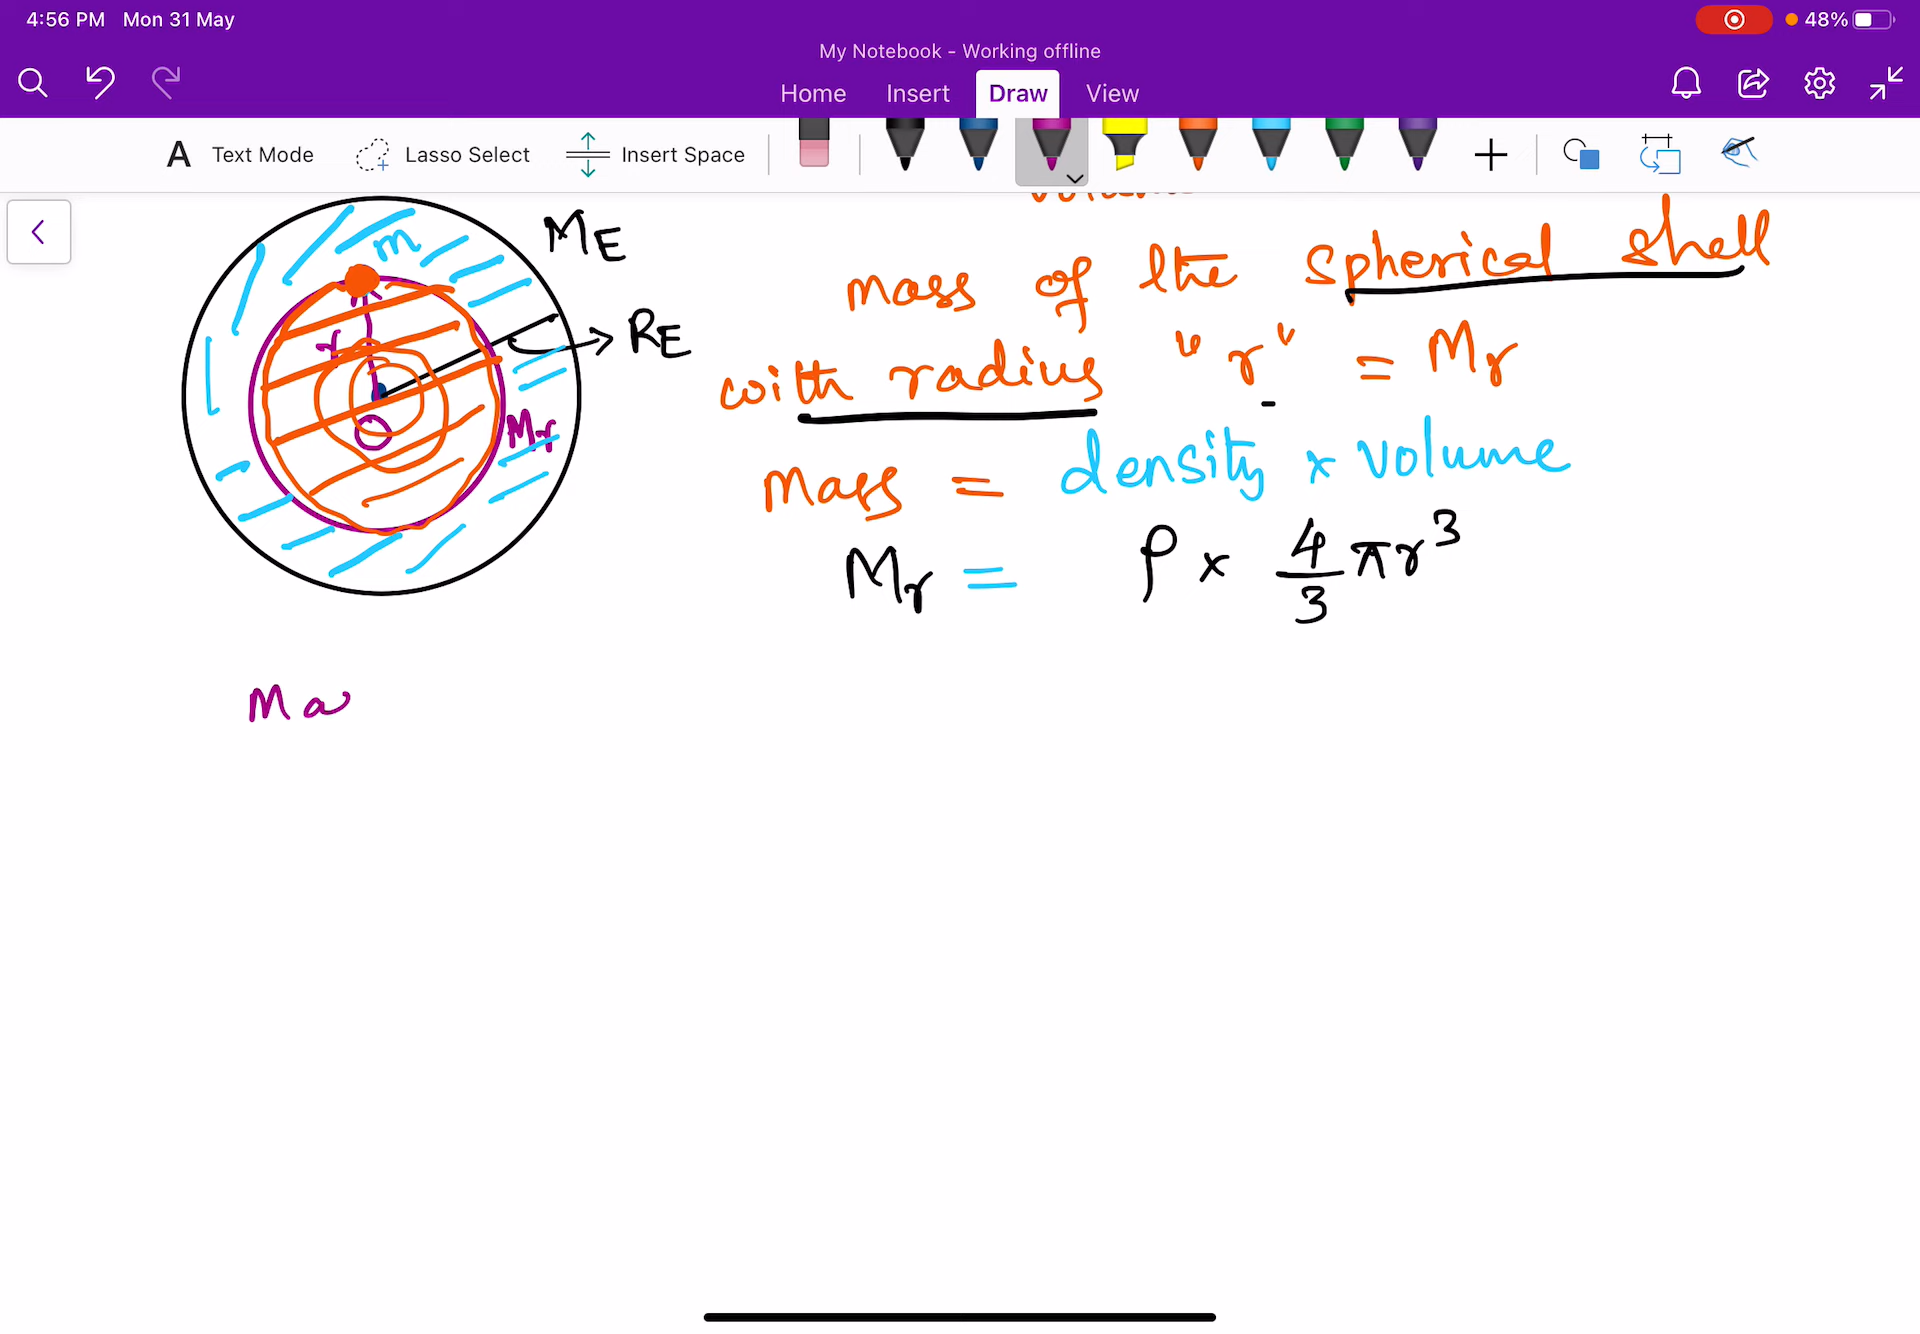 4:56 PM Mon 31 May
48%
My Notebook - Working offline
Home Insert Draw View
A Text Mode Lasso Select Insert Space
m
ME
r
RE
Mr
mass of the spherical shell
with radius "r" = Mr
mass = density × volume
Mr = ρ × 4/3 πr³
Ma